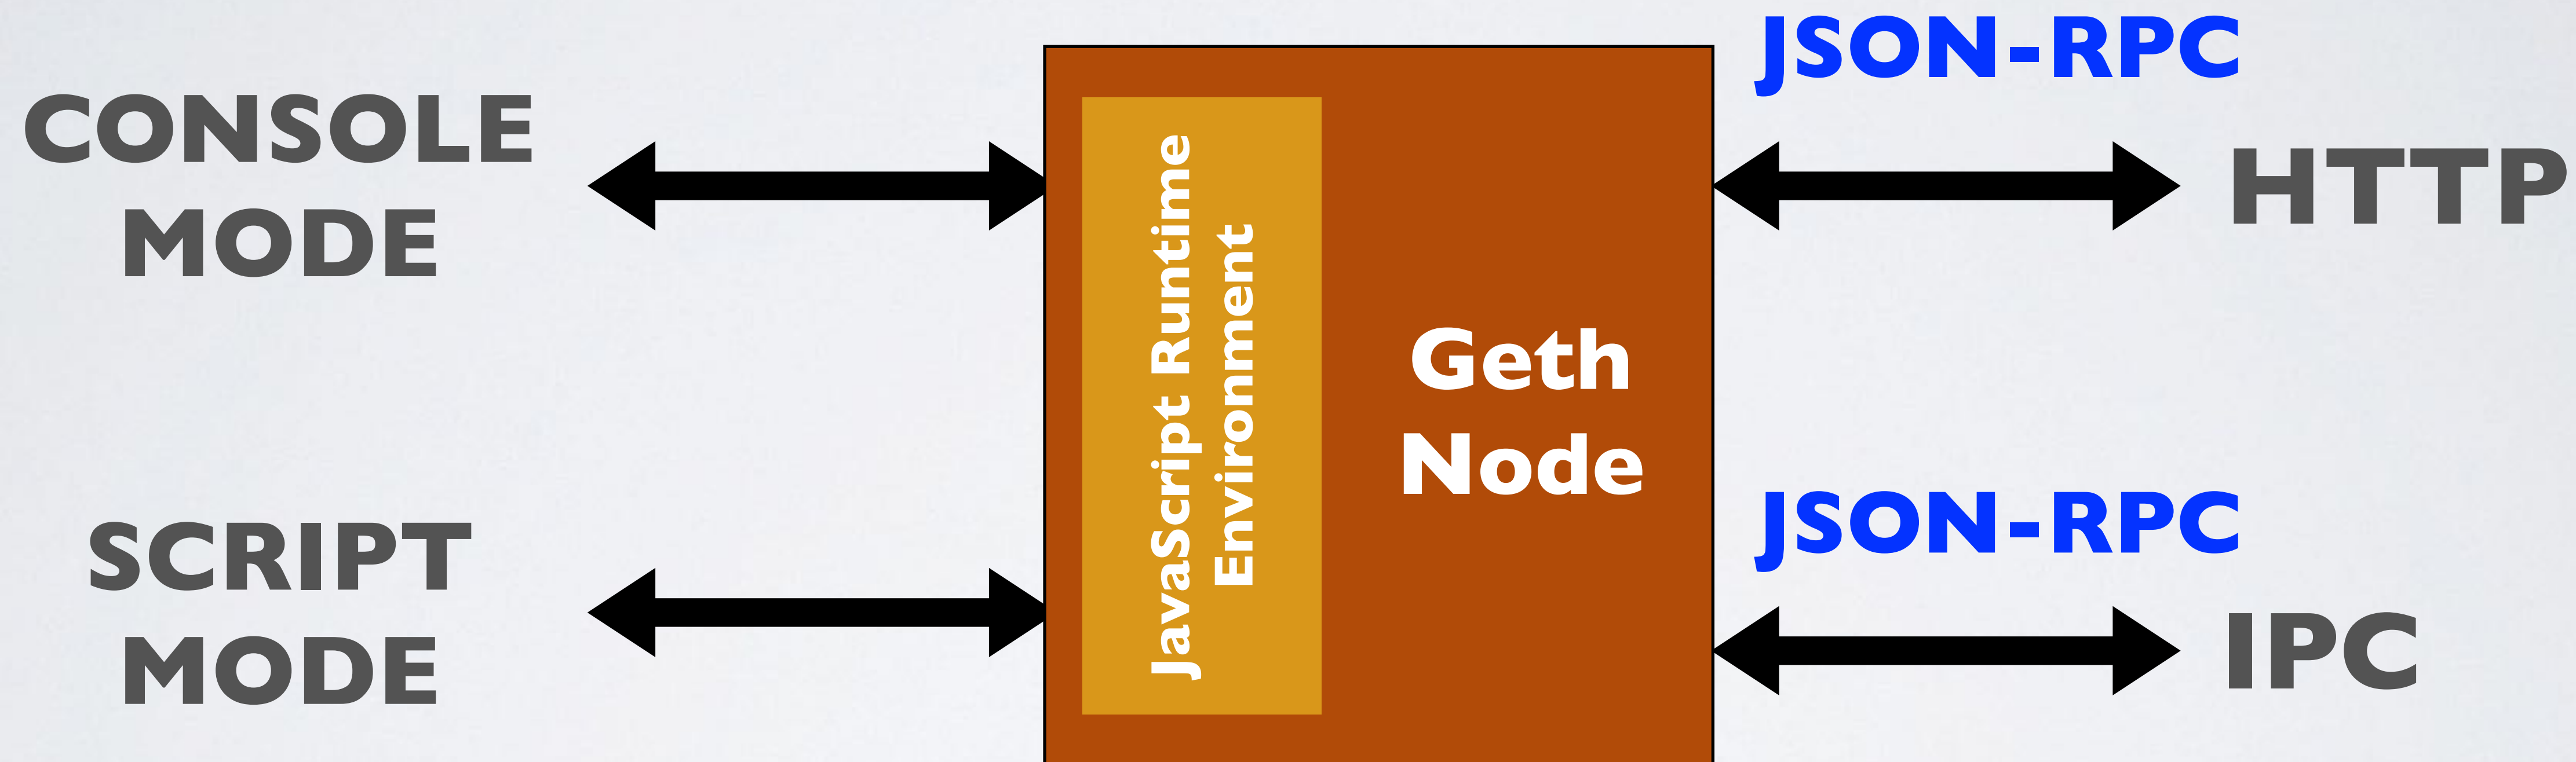 CONSOLE
MODE
SCRIPT
MODE
JavaScript Runtime
Environment
Geth
Node
JSON-RPC
HTTP
JSON-RPC
IPC